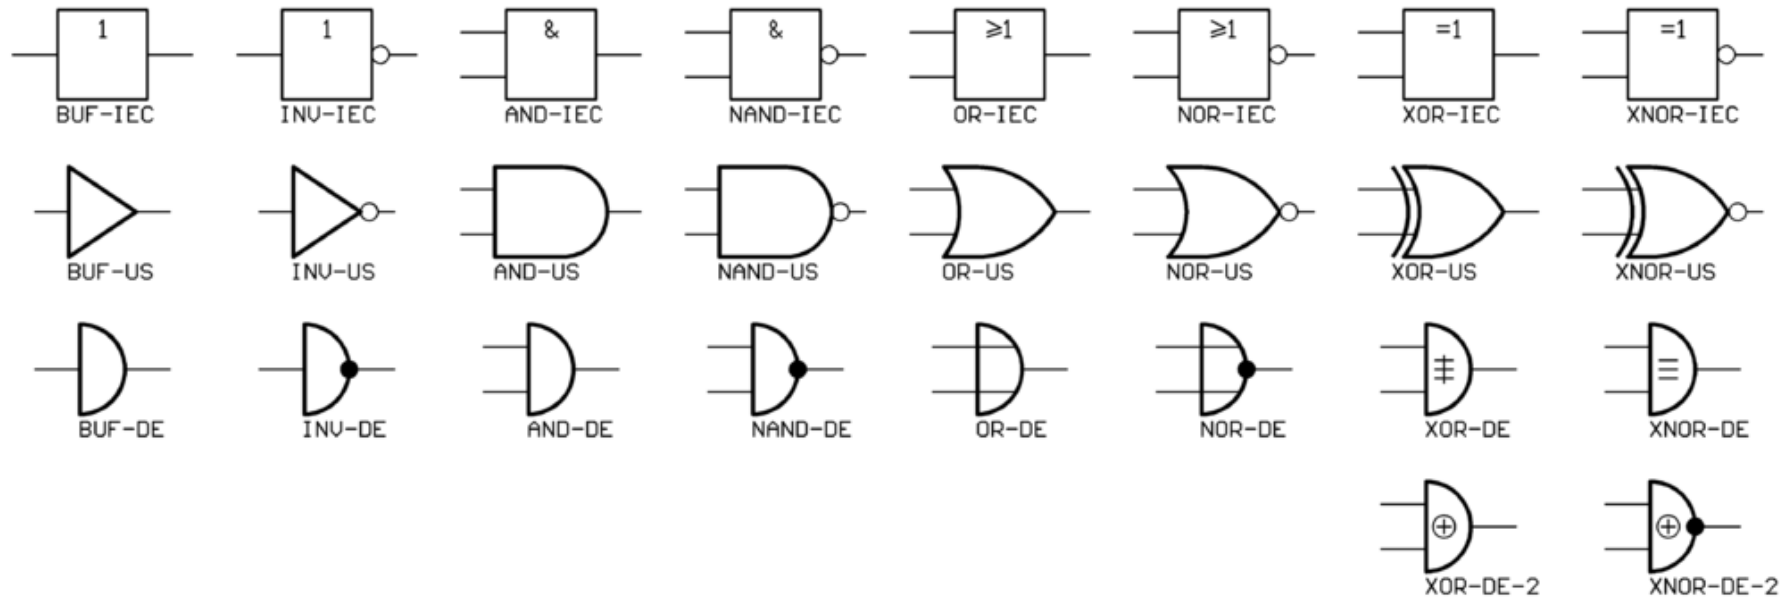 1 1 & & ≥1 ≥1 =1 =1
BUF-IEC INV-IEC AND-IEC NAND-IEC OR-IEC NOR-IEC XOR-IEC XNOR-IEC
BUF-US INV-US AND-US NAND-US OR-US NOR-US XOR-US XNOR-US
BUF-DE INV-DE AND-DE NAND-DE OR-DE NOR-DE XOR-DE XNOR-DE
XOR-DE-2 XNOR-DE-2